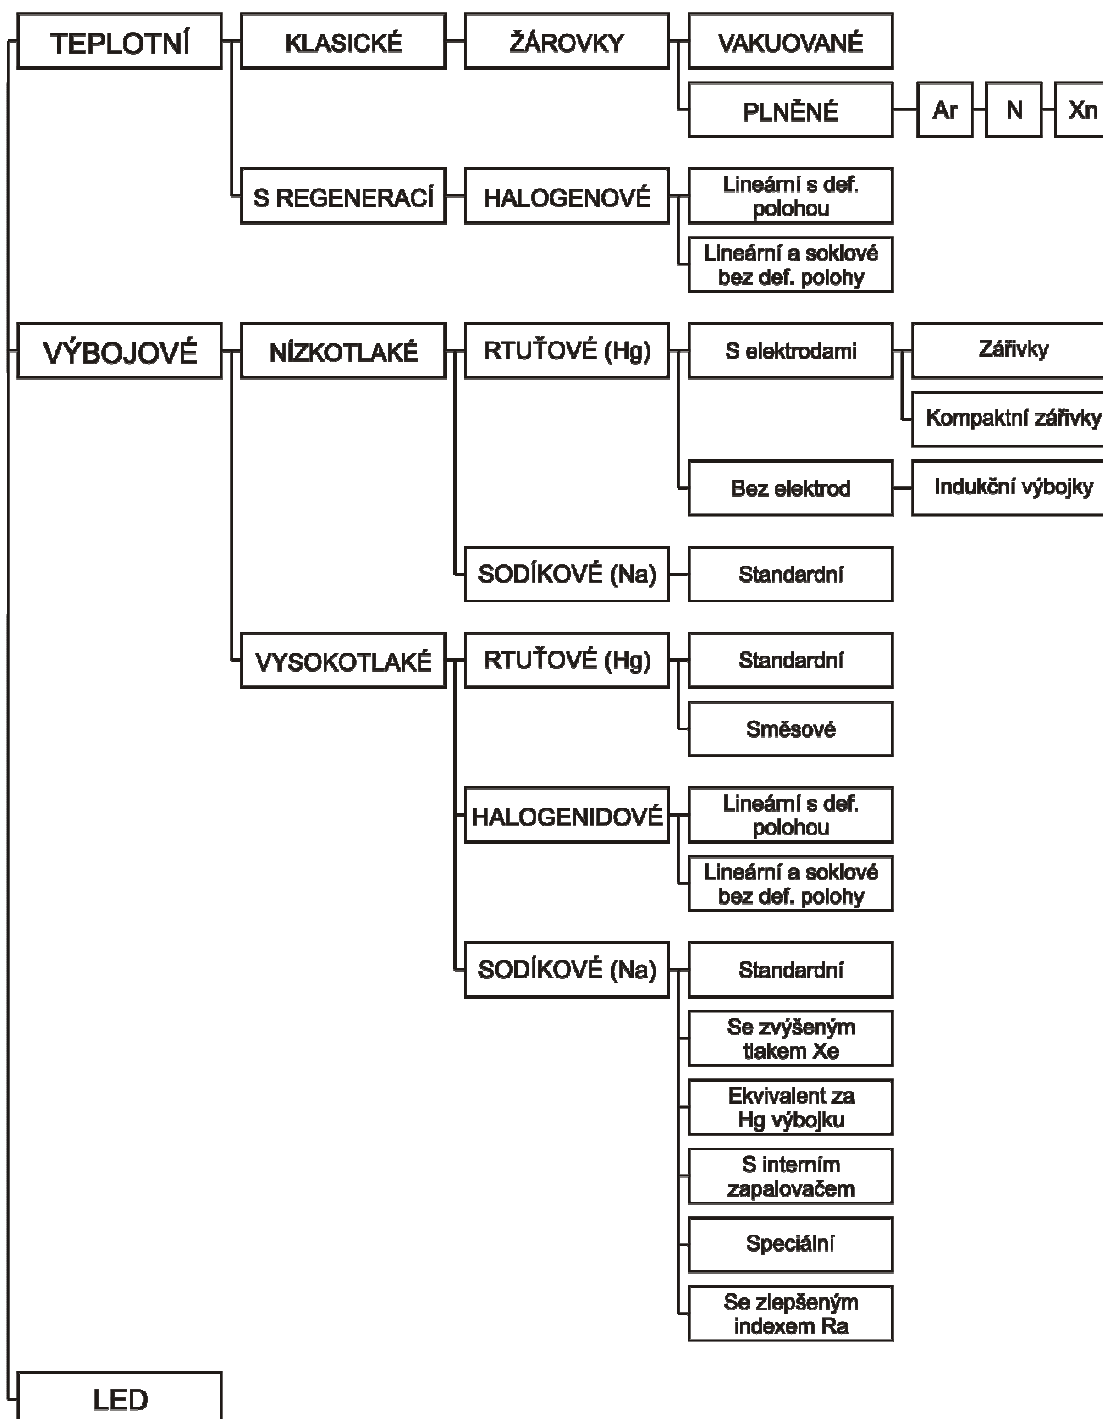 TEPLOTNÍ
KLASICKÉ
ŽÁROVKY
VAKUOVANÉ
PLNĚNÉ
Ar
N
Xn
S REGENERACÍ
HALOGENOVÉ
Lineární s def.
polohou
Lineární a soklové
bez def. polohy
VÝBOJOVÉ
NÍZKOTLAKÉ
RTUŤOVÉ (Hg)
S elektrodami
Zářivky
Kompaktní zářivky
Bez elektrod
Indukční výbojky
SODÍKOVÉ (Na)
Standardní
VYSOKOTLAKÉ
RTUŤOVÉ (Hg)
Standardní
Směsové
HALOGENIDOVÉ
Lineární s def.
polohou
Lineární a soklové
bez def. polohy
SODÍKOVÉ (Na)
Standardní
Se zvýšeným
tlakem Xe
Ekvivalent za
Hg výbojku
S interním
zapalovačem
Speciální
Se zlepšeným
indexem Ra
LED